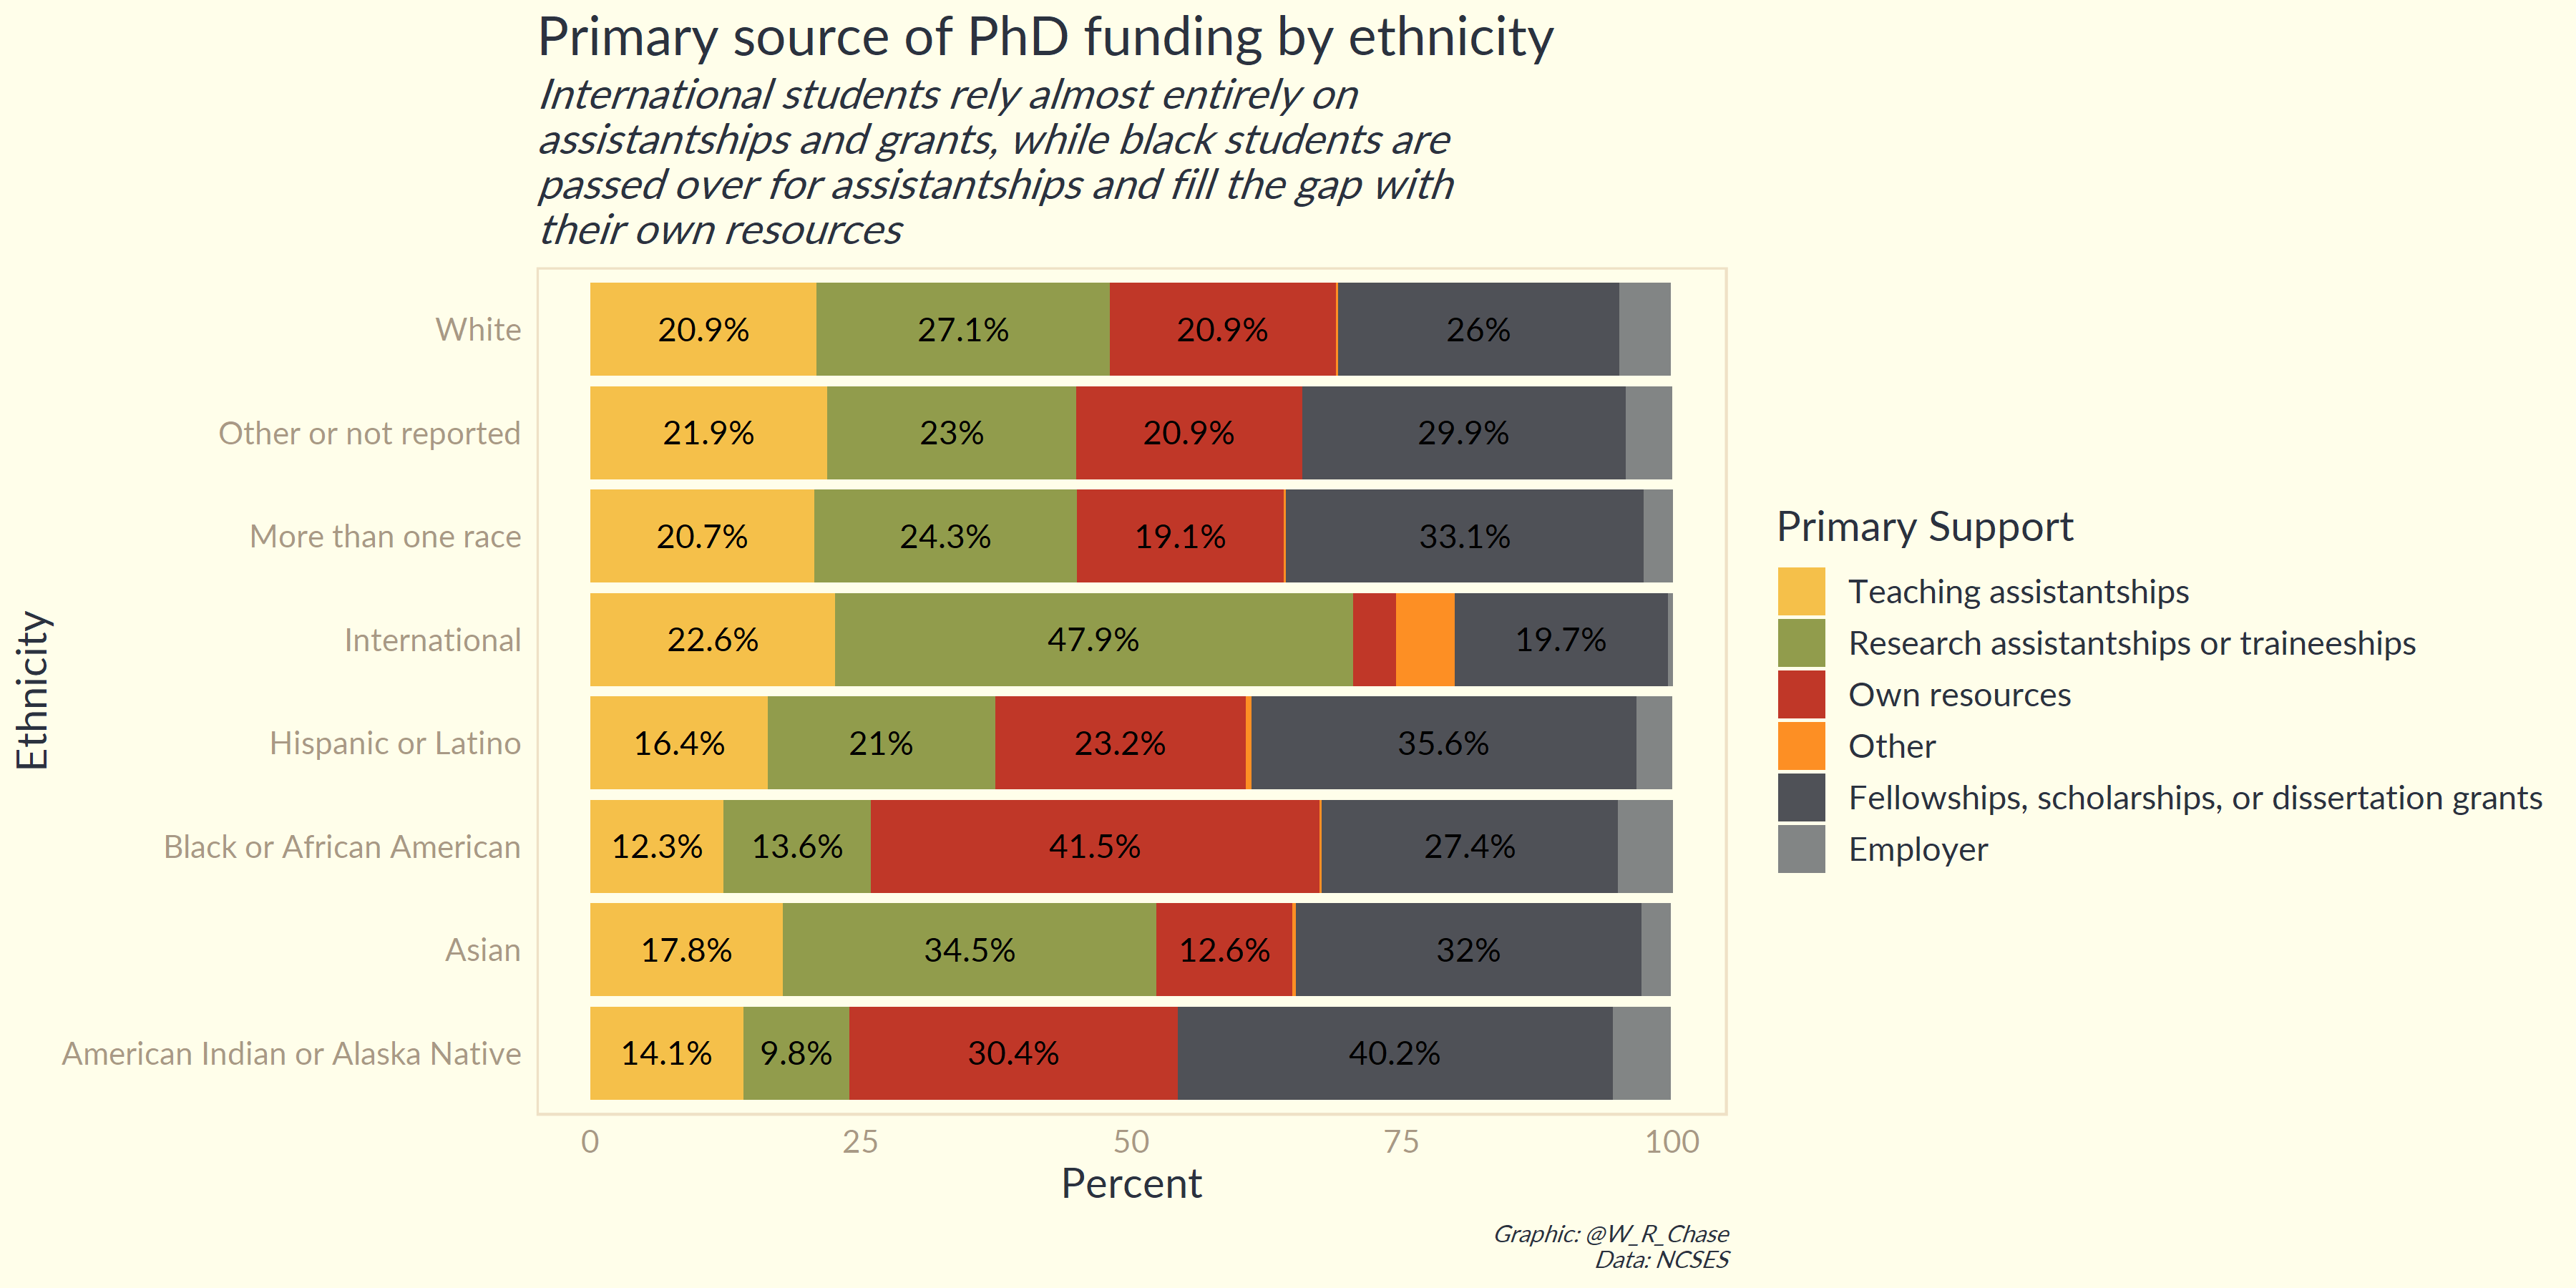 Primary source of PhD funding by ethnicity
International students rely almost entirely on
assistantships and grants, while black students are
passed over for assistantships and fill the gap with
their own resources
Ethnicity
White
20.9% 27.1% 20.9% 26%
Other or not reported
21.9% 23% 20.9% 29.9%
More than one race
20.7% 24.3% 19.1% 33.1%
International
22.6% 47.9% 19.7%
Hispanic or Latino
16.4% 21% 23.2% 35.6%
Black or African American
12.3% 13.6% 41.5% 27.4%
Asian
17.8% 34.5% 12.6% 32%
American Indian or Alaska Native
14.1% 9.8% 30.4% 40.2%
0 25 50 75 100
Percent
Primary Support
Teaching assistantships
Research assistantships or traineeships
Own resources
Other
Fellowships, scholarships, or dissertation grants
Employer
Graphic: @W_R_Chase
Data: NCSES